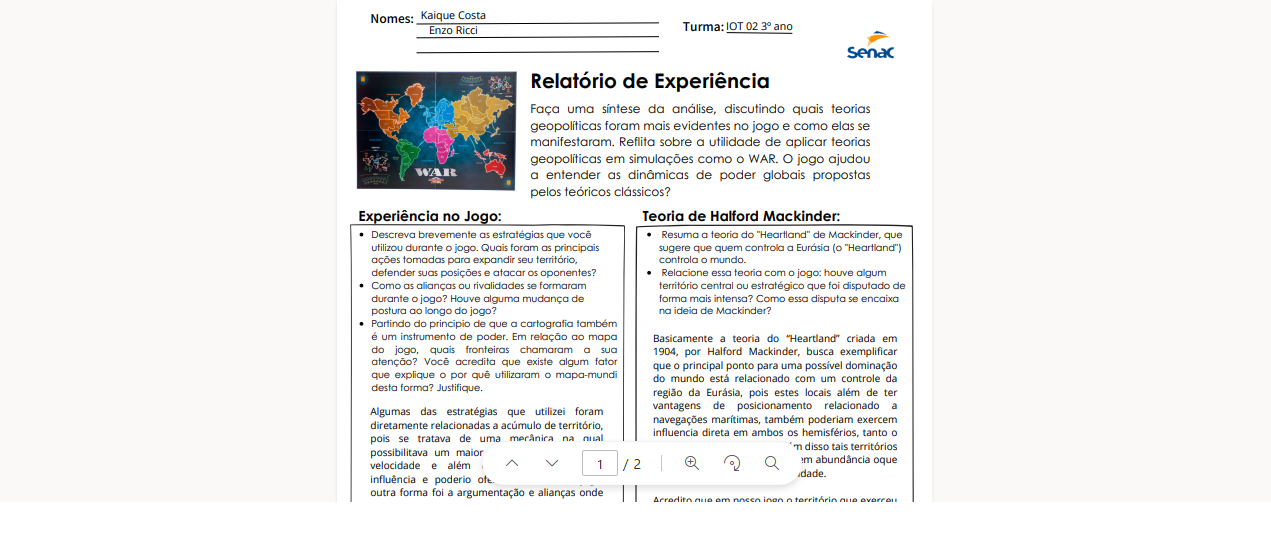 Nomes: Kaique Costa
Enzo Ricci
Turma: IOT 02 3º ano
senac
WAR
Relatório de Experiência
Faça uma síntese da análise, discutindo quais teorias
geopolíticas foram mais evidentes no jogo e como elas se
manifestaram. Reflita sobre a utilidade de aplicar teorias
geopolíticas em simulações como o WAR. O jogo ajudou
a entender as dinâmicas de poder globais propostas
pelos teóricos clássicos?
Experiência no Jogo:
• Descreva brevemente as estratégias que você
utilizou durante o jogo. Quais foram as principais
ações tomadas para expandir seu território,
defender suas posições e atacar os oponentes?
• Como as alianças ou rivalidades se formaram
durante o jogo? Houve alguma mudança de
postura ao longo do jogo?
• Partindo do principio de que a cartografia também
é um instrumento de poder. Em relação ao mapa
do jogo, quais fronteiras chamaram a sua
atenção? Você acredita que existe algum fator
que explique o por quê utilizaram o mapa-mundi
desta forma? Justifique.
Algumas das estratégias que utilizei foram
diretamente relacionadas a acúmulo de território,
pois se tratava de uma mecânica na qual
possibilitava um maior
velocidade e além
influência e poderio
outra forma foi a argumentação e alianças onde
Teoria de Halford Mackinder:
• Resuma a teoria do "Heartland" de Mackinder, que
sugere que quem controla a Eurásia (o "Heartland")
controla o mundo.
• Relacione essa teoria com o jogo: houve algum
território central ou estratégico que foi disputado de
forma mais intensa? Como essa disputa se encaixa
na ideia de Mackinder?
Basicamente a teoria do “Heartland” criada em
1904, por Halford Mackinder, busca exemplificar
que o principal ponto para uma possível dominação
do mundo está relacionado com um controle da
região da Eurásia, pois estes locais além de ter
vantagens de posicionamento relacionado a
navegações marítimas, também poderiam exercem
influencia direta em ambos os hemisférios, tanto o
disso tais territórios
em abundância oque
Acredito que em nosso jogo o território que exerceu
1 / 2